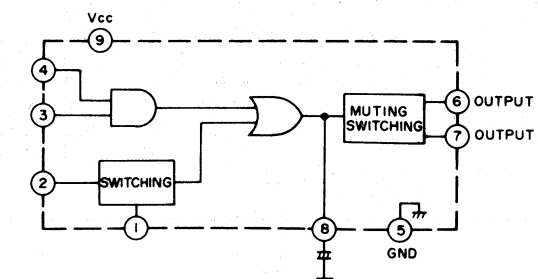 Vcc
9
4
3
2
SWITCHING
1
MUTING
SWITCHING
6 OUTPUT
7 OUTPUT
8
5
GND